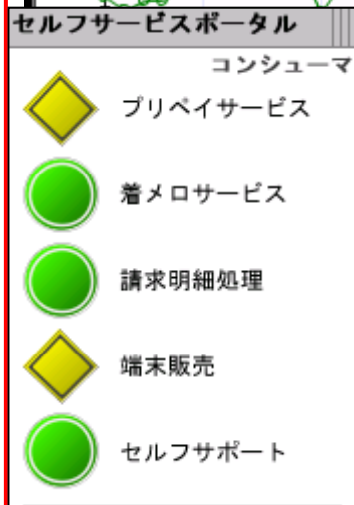 セルフサービスポータル
コンシューマ
プリペイサービス
着メロサービス
請求明細処理
端末販売
セルフサポート